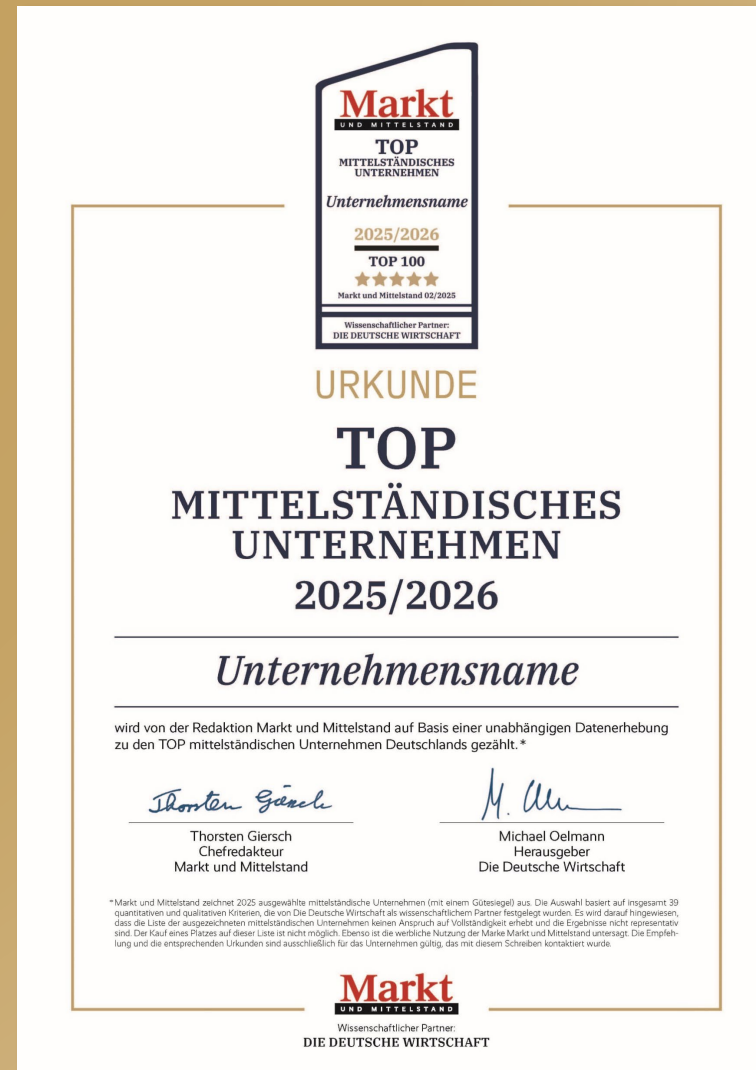 Markt
UND MITTELSTAND
TOP
MITTELSTÄNDISCHES
UNTERNEHMEN
Unternehmensname
2025/2026
TOP 100
Markt und Mittelstand 02/2025
Wissenschaftlicher Partner:
DIE DEUTSCHE WIRTSCHAFT
URKUNDE
TOP
MITTELSTÄNDISCHES
UNTERNEHMEN
2025/2026
Unternehmensname
wird von der Redaktion Markt und Mittelstand auf Basis einer unabhängigen Datenerhebung
zu den TOP mittelständischen Unternehmen Deutschlands gezählt.*
Thorsten Giersch
Chefredakteur
Markt und Mittelstand
Michael Oelmann
Herausgeber
Die Deutsche Wirtschaft
*Markt und Mittelstand zeichnet 2025 ausgewählte mittelständische Unternehmen (mit einem Gütesiegel) aus. Die Auswahl basiert auf insgesamt 39
quantitativen und qualitativen Kriterien, die von Die Deutsche Wirtschaft als wissenschaftlichem Partner festgelegt wurden. Es wird darauf hingewiesen,
dass die Liste der ausgezeichneten mittelständischen Unternehmen keinen Anspruch auf Vollständigkeit erhebt und die Ergebnisse nicht repräsentativ
sind. Der Kauf eines Platzes auf dieser Liste ist nicht möglich. Ebenso ist die werbliche Nutzung der Marke Markt und Mittelstand untersagt. Die Empfeh-
lung und die entsprechenden Urkunden sind ausschließlich für das Unternehmen gültig, das mit diesem Schreiben kontaktiert wurde.
Markt
UND MITTELSTAND
Wissenschaftlicher Partner:
DIE DEUTSCHE WIRTSCHAFT